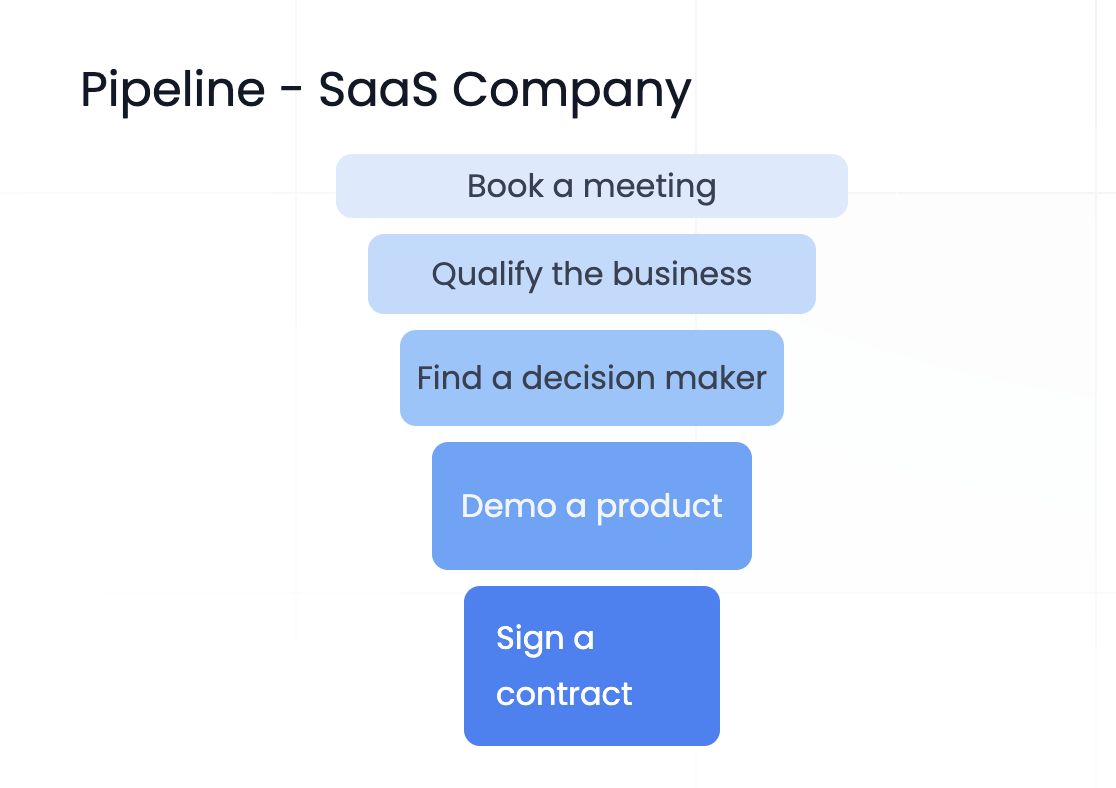 Pipeline - SaaS Company
Book a meeting
Qualify the business
Find a decision maker
Demo a product
Sign a
contract